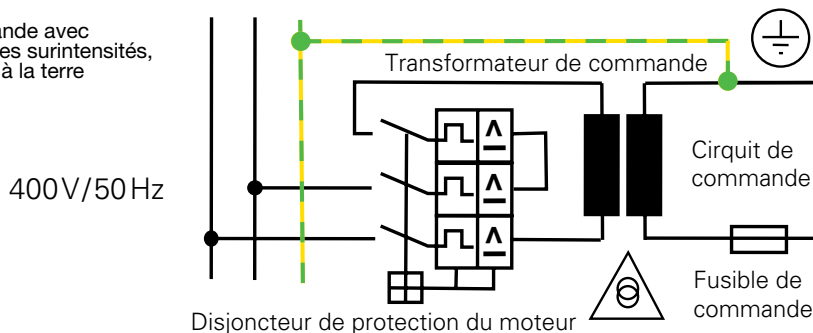 ande avec
es surintensités,
à la terre
Transformateur de commande
400V/50Hz
Cirquit de
commande
Fusible de
commande
Disjoncteur de protection du moteur